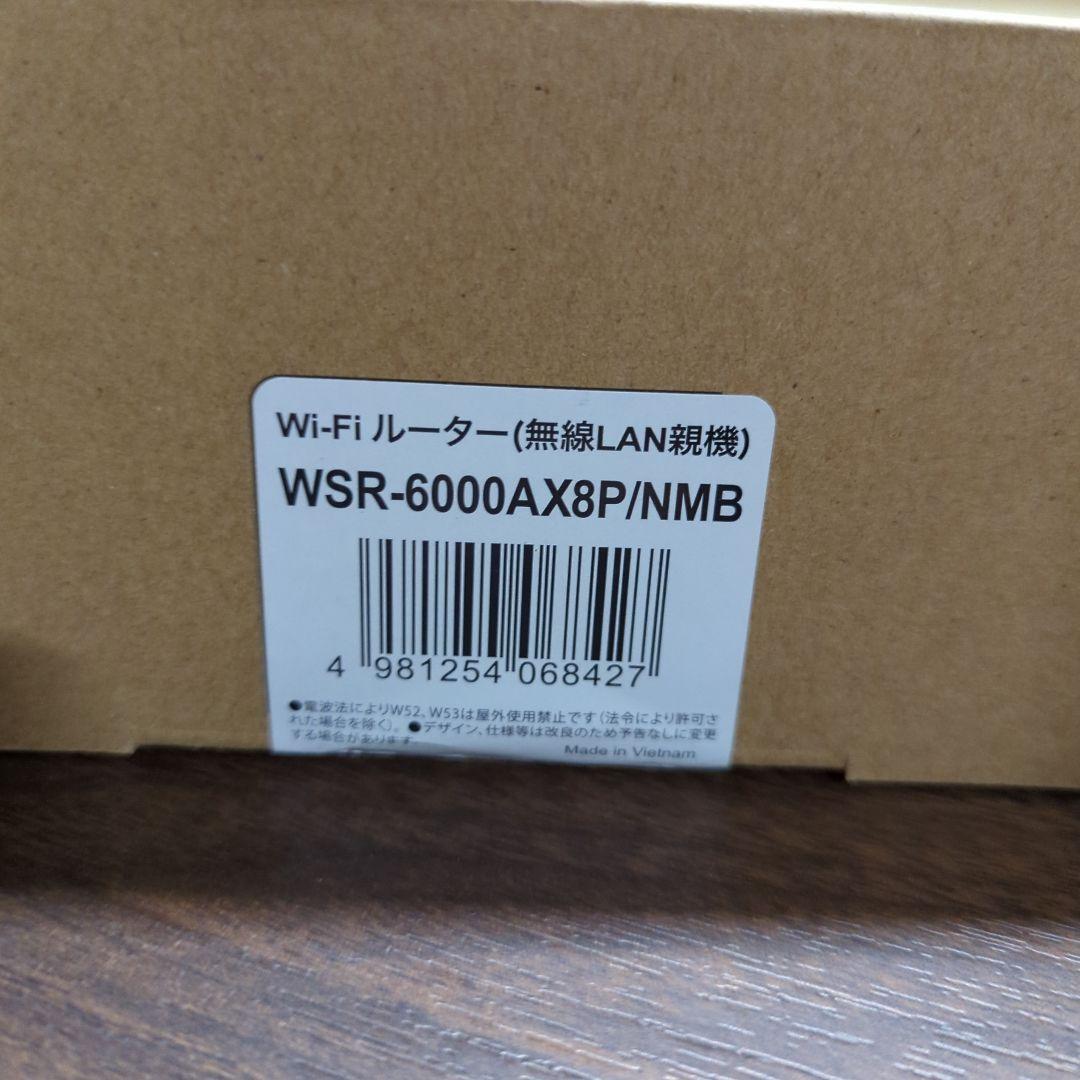 Wi-Fi ルーター(無線LAN親機)
WSR-6000AX8P/NMB
4 981254 068427
●電波法によりW52、W53は屋外使用禁止です(法令により許可さ
れた場合を除く)。●デザイン、仕様等は改良のため予告なしに変更
する場合があります。
Made in Vietnam